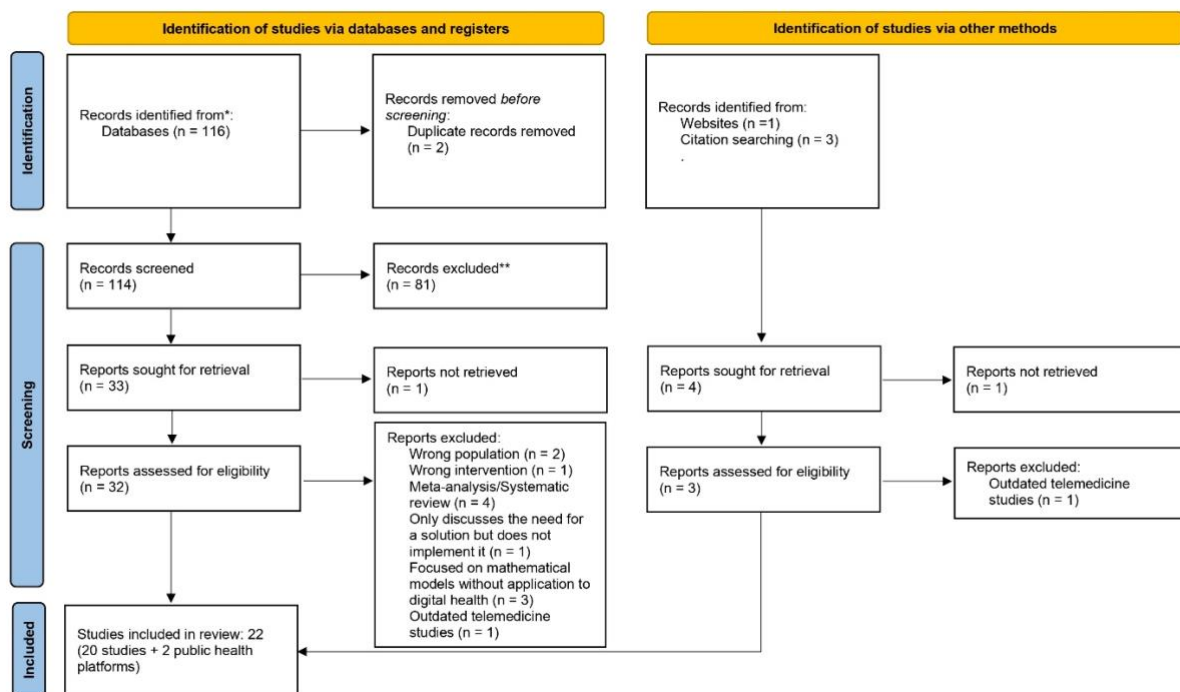 Identification of studies via databases and registers
Identification of studies via other methods
Identification
Records identified from*:
Databases (n = 116)
Records removed before
screening:
Duplicate records removed
(n = 2)
Records identified from:
Websites (n =1)
Citation searching (n = 3)
.
Screening
Records screened
(n = 114)
Records excluded**
(n = 81)
Reports sought for retrieval
(n = 33)
Reports not retrieved
(n = 1)
Reports sought for retrieval
(n = 4)
Reports not retrieved
(n = 1)
Reports assessed for eligibility
(n = 32)
Reports excluded:
Wrong population (n = 2)
Wrong intervention (n = 1)
Meta-analysis/Systematic
review (n = 4)
Only discusses the need for
a solution but does not
implement it (n = 1)
Focused on mathematical
models without application to
digital health (n = 3)
Outdated telemedicine
studies (n = 1)
Reports assessed for eligibility
(n = 3)
Reports excluded:
Outdated telemedicine
studies (n = 1)
Included
Studies included in review: 22
(20 studies + 2 public health
platforms)